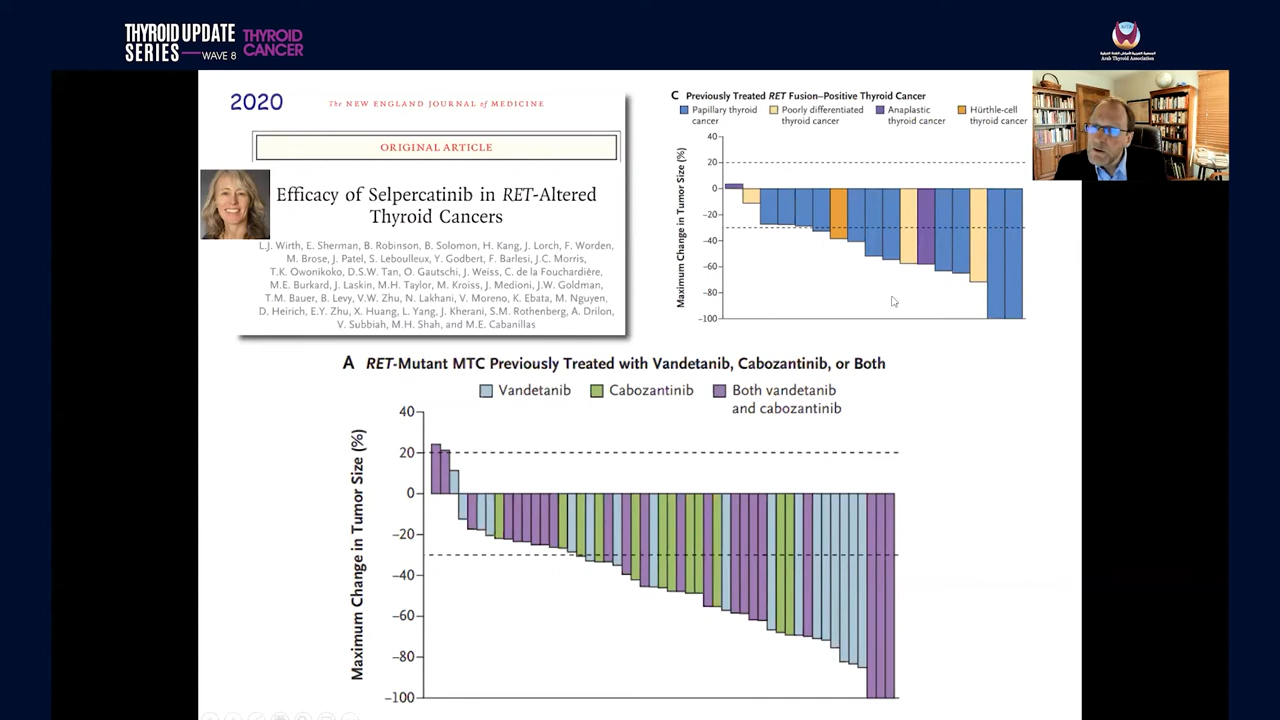 THYROID UPDATE
SERIES — WAVE 8
THYROID
CANCER
Arab Thyroid Association
2020
The NEW ENGLAND JOURNAL of MEDICINE
ORIGINAL ARTICLE
Efficacy of Selpercatinib in RET-Altered
Thyroid Cancers
L.J. Wirth, E. Sherman, B. Robinson, B. Solomon, H. Kang, J. Lorch, F. Worden,
M. Brose, J. Patel, S. Leboulleux, Y. Godbert, F. Barlesi, J.C. Morris,
T.K. Owonikoko, D.S.W. Tan, O. Gautschi, J. Weiss, C. de la Fouchardière,
M.E. Burkard, J. Laskin, M.H. Taylor, M. Kroiss, J. Medioni, J.W. Goldman,
T.M. Bauer, B. Levy, V.W. Zhu, N. Lakhani, V. Moreno, K. Ebata, M. Nguyen,
D. Heirich, E.Y. Zhu, X. Huang, L. Yang, J. Kherani, S.M. Rothenberg, A. Drilon,
V. Subbiah, M.H. Shah, and M.E. Cabanillas
C Previously Treated RET Fusion–Positive Thyroid Cancer
Papillary thyroid
cancer
Poorly differentiated
thyroid cancer
Anaplastic
thyroid cancer
Hürthle-cell
thyroid cancer
Maximum Change in Tumor Size (%)
40
20
0
−20
−40
−60
−80
−100
A RET-Mutant MTC Previously Treated with Vandetanib, Cabozantinib, or Both
Vandetanib
Cabozantinib
Both vandetanib
and cabozantinib
Maximum Change in Tumor Size (%)
40
20
0
−20
−40
−60
−80
−100